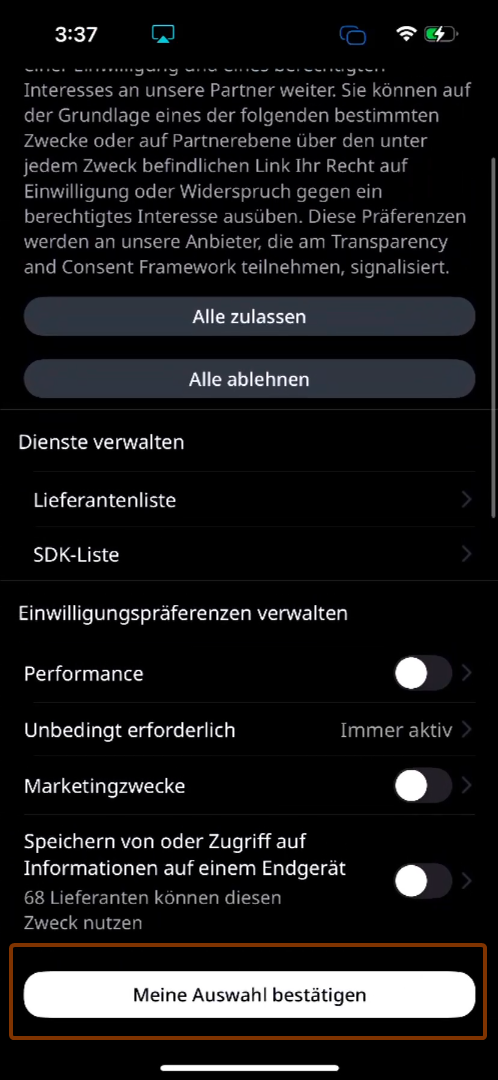 3:37
Interesses an unsere Partner weiter. Sie können auf
der Grundlage eines der folgenden bestimmten
Zwecke oder auf Partnerebene über den unter
jedem Zweck befindlichen Link Ihr Recht auf
Einwilligung oder Widerspruch gegen ein
berechtigtes Interesse ausüben. Diese Präferenzen
werden an unsere Anbieter, die am Transparency
and Consent Framework teilnehmen, signalisiert.
Alle zulassen
Alle ablehnen
Dienste verwalten
Lieferantenliste
SDK-Liste
Einwilligungspräferenzen verwalten
Performance
Unbedingt erforderlich Immer aktiv
Marketingzwecke
Speichern von oder Zugriff auf
Informationen auf einem Endgerät
68 Lieferanten können diesen
Zweck nutzen
Meine Auswahl bestätigen